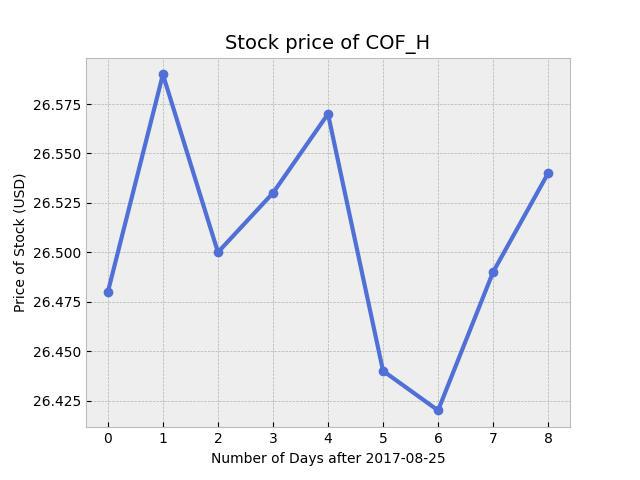 Stock price of COF_H
Price of Stock (USD)
26.575
26.550
26.525
26.500
26.475
26.450
26.425
0 1 2 3 4 5 6 7 8
Number of Days after 2017-08-25